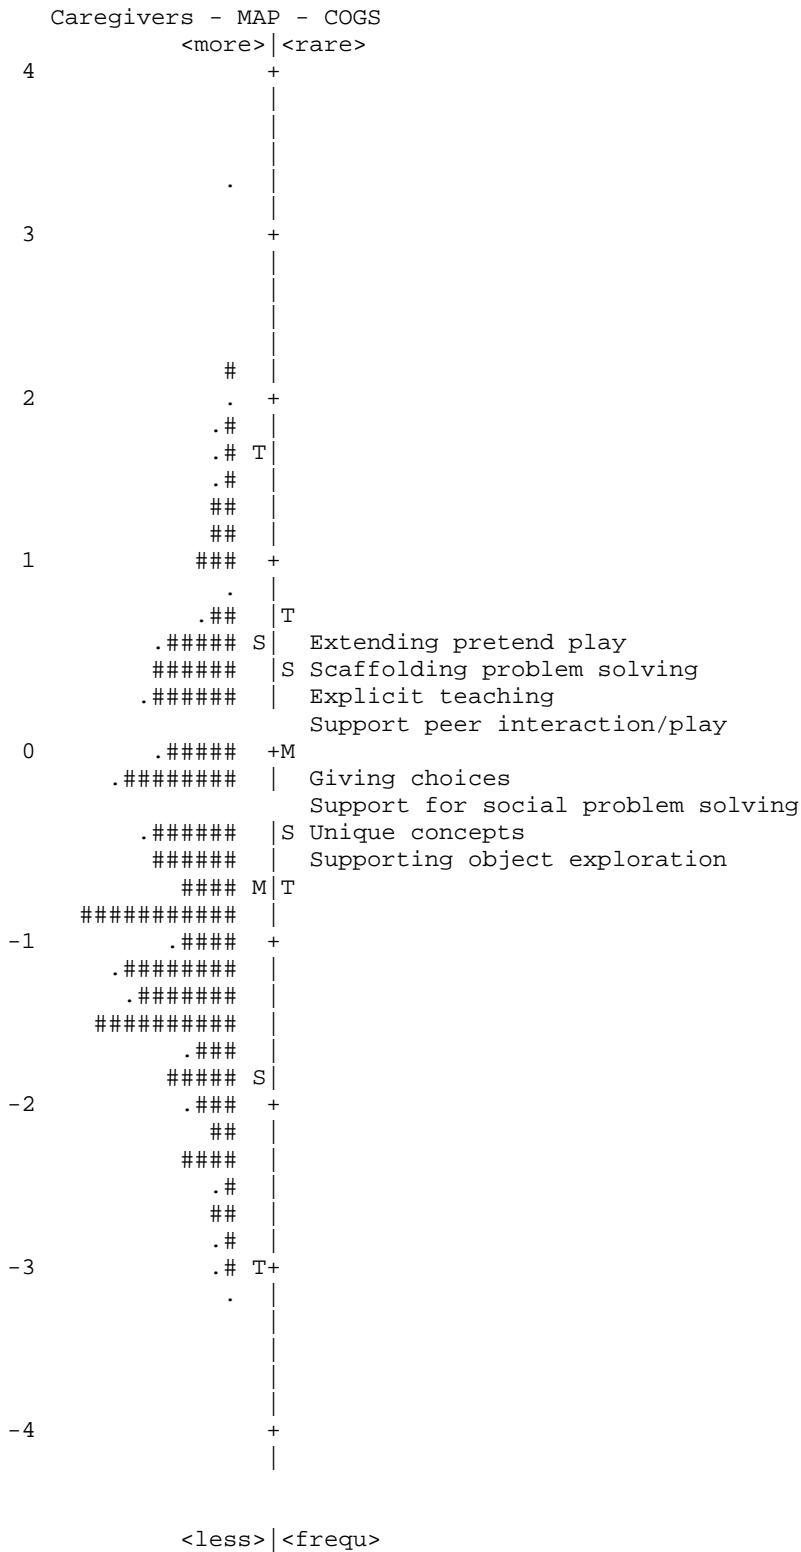 Caregivers - MAP - COGS
<more>|<rare>
4 +
|
|
|
. |
|
3 +
|
|
|
|
# |
2 . +
.# |
.# T|
.# |
## |
## |
1 ### +
. |
.## |T
.##### S| Extending pretend play
###### |S Scaffolding problem solving
.###### | Explicit teaching
Support peer interaction/play
0 .##### +M
.######## | Giving choices
Support for social problem solving
.###### |S Unique concepts
###### | Supporting object exploration
#### M|T
########### |
-1 .#### +
.######## |
.####### |
########## |
.### |
##### S|
-2 .### +
## |
#### |
.# |
## |
.# |
-3 .# T+
. |
|
|
|
|
-4 +
|
<less>|<frequ>